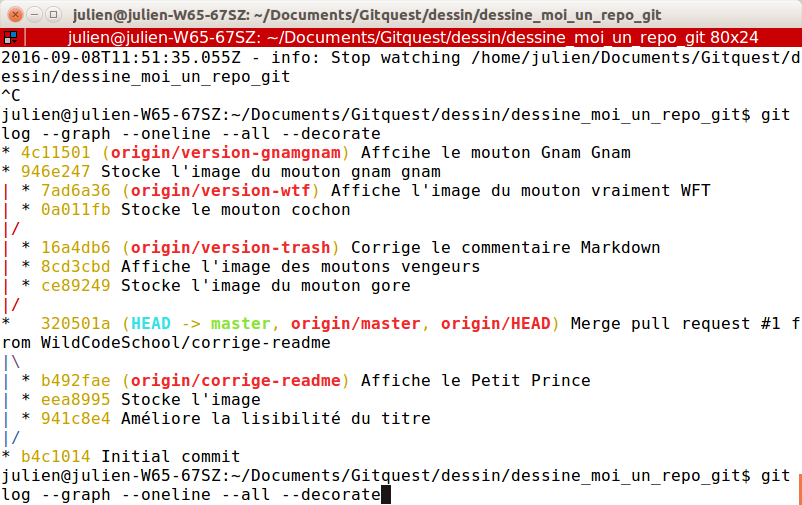 julien@julien-W65-67SZ: ~/Documents/Gitquest/dessin/dessine_moi_un_repo_git
julien@julien-W65-67SZ: ~/Documents/Gitquest/dessin/dessine_moi_un_repo_git 80x24
2016-09-08T11:51:35.055Z - info: Stop watching /home/julien/Documents/Gitquest/d
essin/dessine_moi_un_repo_git
^C
julien@julien-W65-67SZ:~/Documents/Gitquest/dessin/dessine_moi_un_repo_git$ git
log --graph --oneline --all --decorate
* 4c11501 (origin/version-gnamgnam) Affcihe le mouton Gnam Gnam
* 946e247 Stocke l'image du mouton gnam gnam
| * 7ad6a36 (origin/version-wtf) Affiche l'image du mouton vraiment WFT
| * 0a011fb Stocke le mouton cochon
|/
| * 16a4db6 (origin/version-trash) Corrige le commentaire Markdown
| * 8cd3cbd Affiche l'image des moutons vengeurs
| * ce89249 Stocke l'image du mouton gore
|/
*   320501a (HEAD -> master, origin/master, origin/HEAD) Merge pull request #1 f
rom WildCodeSchool/corrige-readme
|\
| * b492fae (origin/corrige-readme) Affiche le Petit Prince
| * eea8995 Stocke l'image
| * 941c8e4 Améliore la lisibilité du titre
|/
* b4c1014 Initial commit
julien@julien-W65-67SZ:~/Documents/Gitquest/dessin/dessine_moi_un_repo_git$ git
log --graph --oneline --all --decorate